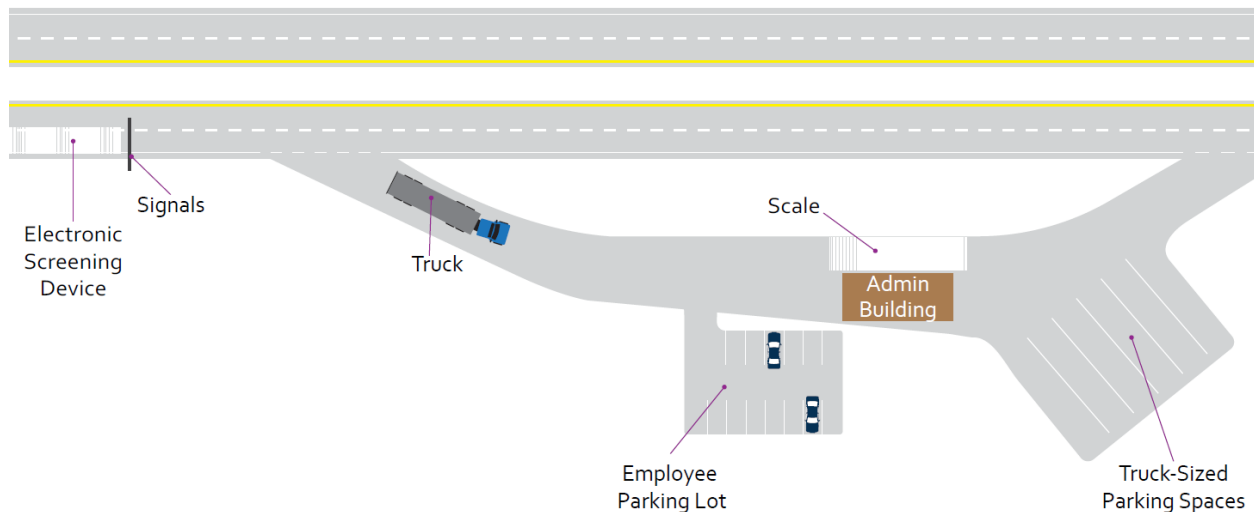 Signals
Electronic
Screening
Device
Truck
Scale
Admin
Building
Employee
Parking Lot
Truck-Sized
Parking Spaces